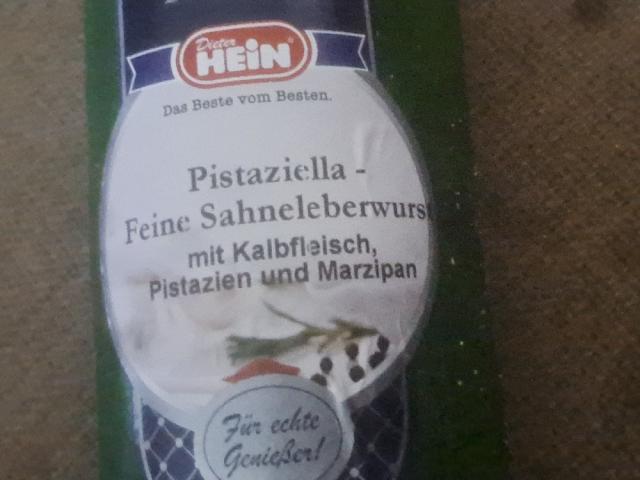 Dieter
HEiN
Das Beste vom Besten.
Pistaziella -
Feine Sahneleberwurst
mit Kalbfleisch,
Pistazien und Marzipan
Für echte
Genießer!